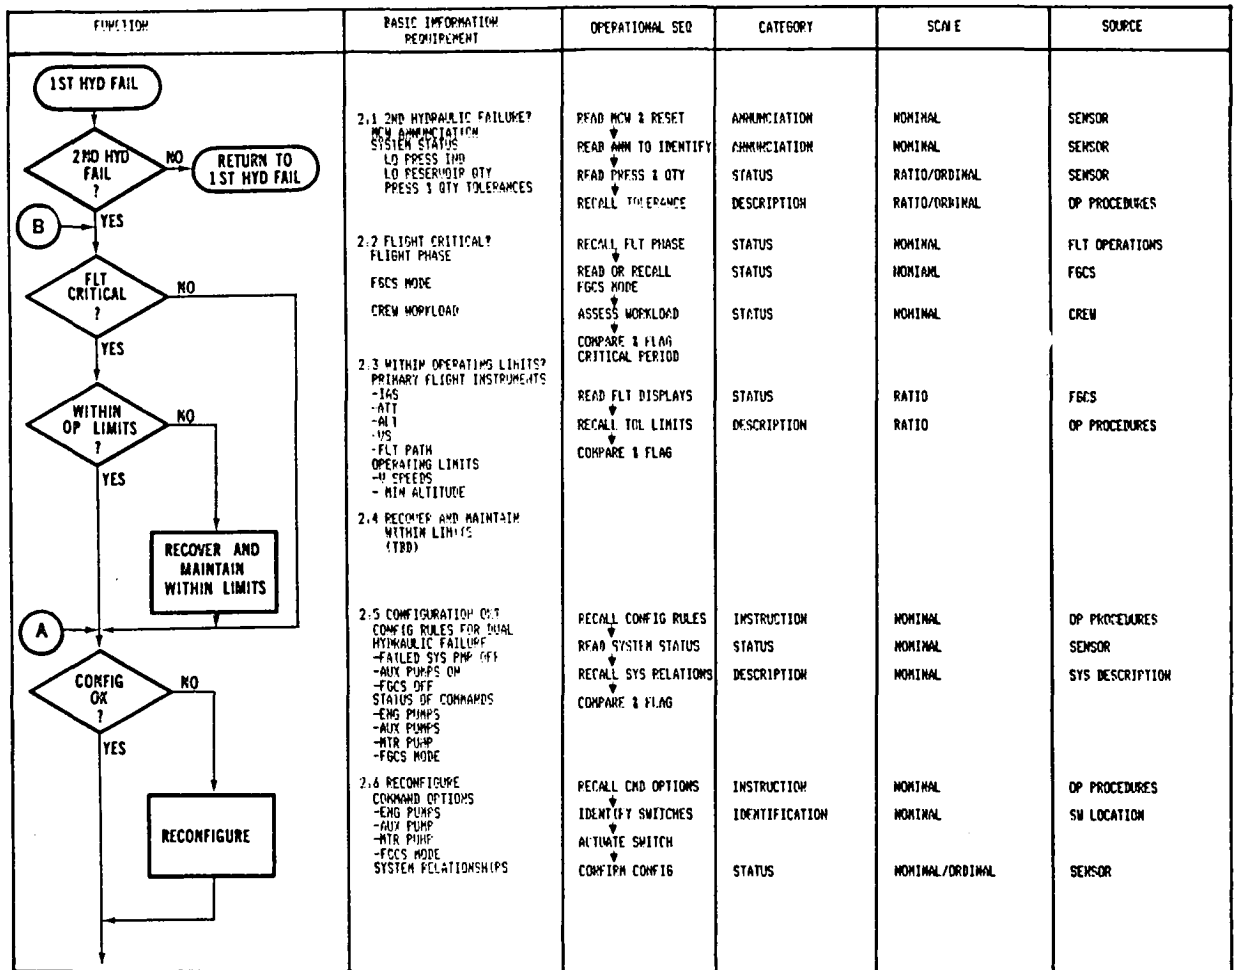 FUNCTION
BASIC INFORMATION
REQUIREMENT
OPERATIONAL SEQ
CATEGORY
SCALE
SOURCE
1ST HYD FAIL
2ND HYD
FAIL
?
NO
RETURN TO
1ST HYD FAIL
YES
B
FLT
CRITICAL
?
NO
YES
WITHIN
OP LIMITS
?
NO
YES
RECOVER AND
MAINTAIN
WITHIN LIMITS
A
CONFIG
OK
?
NO
YES
RECONFIGURE
2.1 2ND HYDRAULIC FAILURE?
MCW ANNUNCIATION
SYSTEM STATUS
LO PRESS IND
LO RESERVOIR QTY
PRESS & QTY TOLERANCES
2.2 FLIGHT CRITICAL?
FLIGHT PHASE
FGCS MODE
CREW WORKLOAD
2.3 WITHIN OPERATING LIMITS?
PRIMARY FLIGHT INSTRUMENTS
-IAS
-ATT
-ALT
-VS
-FLT PATH
OPERATING LIMITS
-V SPEEDS
- MIN ALTITUDE
2.4 RECOVER AND MAINTAIN
WITHIN LIMITS
(TBD)
2.5 CONFIGURATION OK?
CONFIG RULES FOR DUAL
HYDRAULIC FAILURE
-FAILED SYS PMP OFF
-AUX PUMPS ON
-FGCS OFF
STATUS OF COMMANDS
-ENG PUMPS
-AUX PUMPS
-MTR PUMP
-FGCS MODE
2.6 RECONFIGURE
COMMAND OPTIONS
-ENG PUMPS
-AUX PUMP
-MTR PUMP
-FGCS MODE
SYSTEM RELATIONSHIPS
READ MCW & RESET
READ ANN TO IDENTIFY
READ PRESS & QTY
RECALL TOLERANCE
RECALL FLT PHASE
READ OR RECALL
FGCS MODE
ASSESS WORKLOAD
COMPARE & FLAG
CRITICAL PERIOD
READ FLT DISPLAYS
RECALL TOL LIMITS
COMPARE & FLAG
RECALL CONFIG RULES
READ SYSTEM STATUS
RECALL SYS RELATIONS
COMPARE & FLAG
RECALL CMD OPTIONS
IDENTIFY SWITCHES
ACTUATE SWITCH
CONFIRM CONFIG
ANNUNCIATION
ANNUNCIATION
STATUS
DESCRIPTION
STATUS
STATUS
STATUS
STATUS
DESCRIPTION
INSTRUCTION
STATUS
DESCRIPTION
INSTRUCTION
IDENTIFICATION
STATUS
NOMINAL
NOMINAL
RATIO/ORDINAL
RATIO/ORDINAL
NOMINAL
NOMIAML
NOMINAL
RATIO
RATIO
NOMINAL
NOMINAL
NOMINAL
NOMINAL
NOMINAL
NOMINAL/ORDINAL
SENSOR
SENSOR
SENSOR
OP PROCEDURES
FLT OPERATIONS
FGCS
CREW
FGCS
OP PROCEDURES
OP PROCEDURES
SENSOR
SYS DESCRIPTION
OP PROCEDURES
SW LOCATION
SENSOR